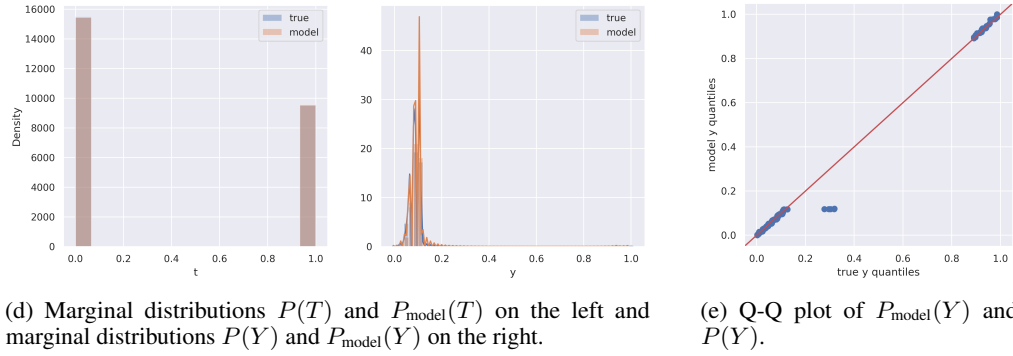 16000
14000
12000
10000
8000
6000
4000
2000
0
Density
0.0 0.2 0.4 0.6 0.8 1.0
t
true
model
40
30
20
10
0
0.0 0.2 0.4 0.6 0.8 1.0
y
true
model
1.0
0.8
0.6
0.4
0.2
0.0
model y quantiles
0.0 0.2 0.4 0.6 0.8 1.0
true y quantiles
(d) Marginal distributions P(T) and P_model(T) on the left and
marginal distributions P(Y) and P_model(Y) on the right.
(e) Q-Q plot of P_model(Y) and
P(Y).